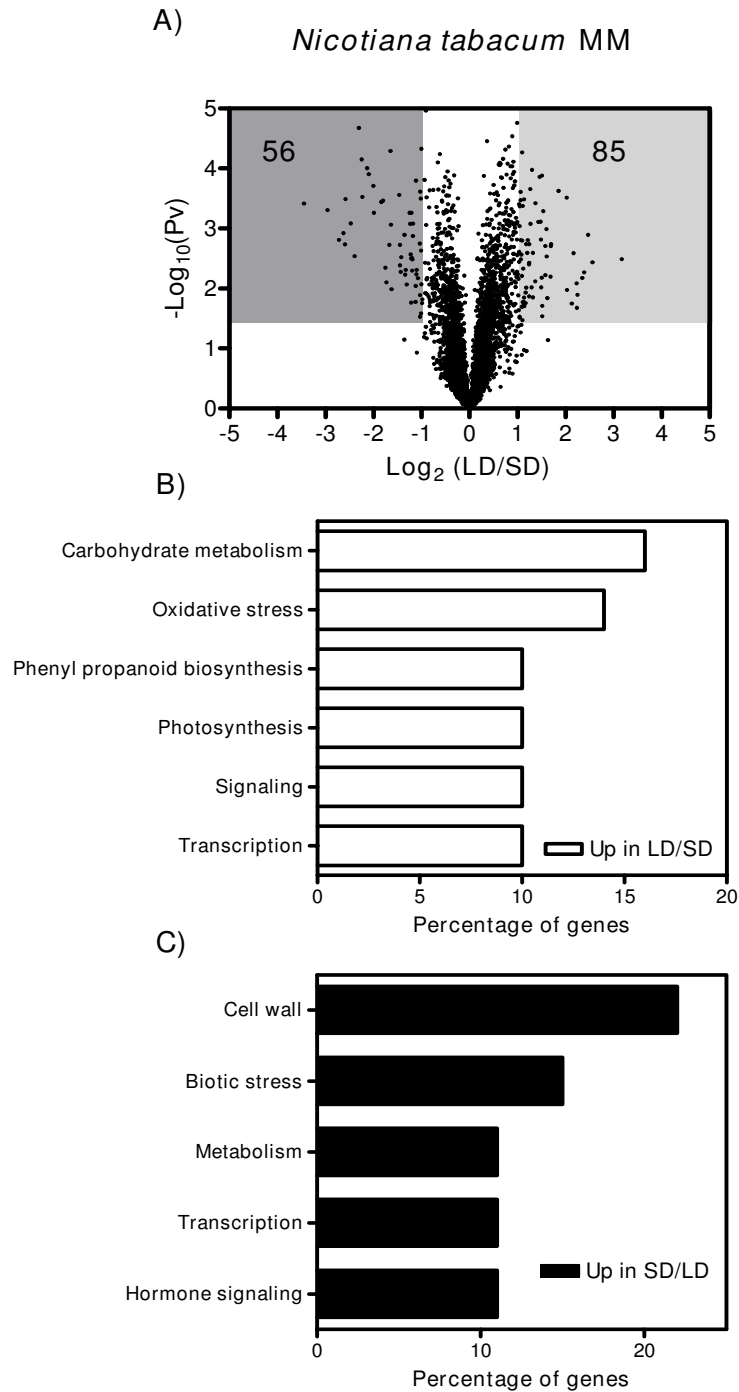 A)
Nicotiana tabacum MM
5
56
85
4
3
2
1
0
-Log10(Pv)
-5 -4 -3 -2 -1 0 1 2 3 4 5
Log2 (LD/SD)
B)
Carbohydrate metabolism
Oxidative stress
Phenyl propanoid biosynthesis
Photosynthesis
Signaling
Transcription
Up in LD/SD
0 5 10 15 20
Percentage of genes
C)
Cell wall
Biotic stress
Metabolism
Transcription
Up in SD/LD
Hormone signaling
0 10 20
Percentage of genes